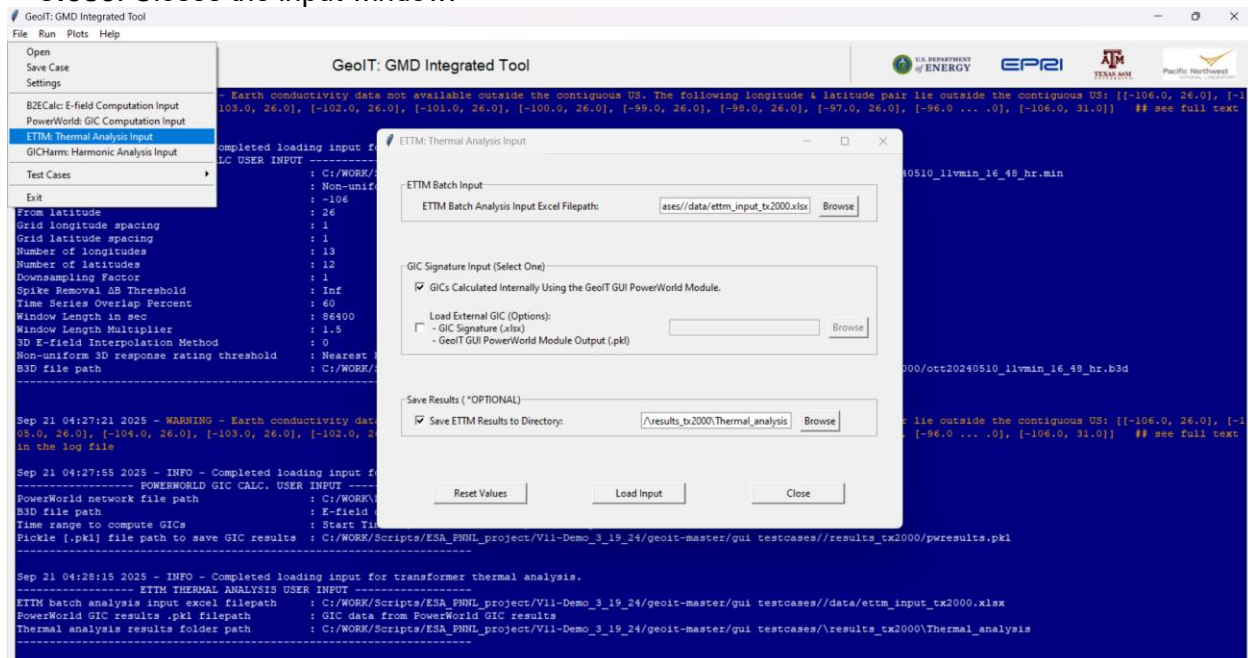 GeoIT: GMD Integrated Tool
File Run Plots Help
Open
Save Case
Settings
B2ECalc: E-field Computation Input
PowerWorld: GIC Computation Input
ETTM: Thermal Analysis Input
GICHarm: Harmonic Analysis Input
Test Cases
Exit
GeoIT: GMD Integrated Tool
U.S. DEPARTMENT of ENERGY
EPRI
TEXAS A&M
Pacific Northwest
- Earth conductivity data not available outside the contiguous US. The following longitude & latitude pair lie outside the contiguous US: [[-106.0, 26.0], [-1
103.0, 26.0], [-102.0, 26.0], [-101.0, 26.0], [-100.0, 26.0], [-99.0, 26.0], [-98.0, 26.0], [-97.0, 26.0], [-96.0 ... .0], [-106.0, 31.0]] ## see full text
ompleted loading input f
LC USER INPUT
: C:/WORK/ 40510_11vmin_16_48_hr.min
: Non-unif
: -106
From latitude : 26
Grid longitude spacing : 1
Grid latitude spacing : 1
Number of longitudes : 13
Number of latitudes : 12
Downsampling Factor : 1
Spike Removal ΔB Threshold : Inf
Time Series Overlap Percent : 60
Window Length in sec : 86400
Window Length Multiplier : 1.5
3D E-field Interpolation Method : 0
Non-uniform 3D response rating threshold : Nearest
B3D file path : C:/WORK/ 000/ott20240510_11vmin_16_48_hr.b3d
Sep 21 04:27:21 2025 - WARNING - Earth conductivity dat r lie outside the contiguous US: [[-106.0, 26.0], [-1
05.0, 26.0], [-104.0, 26.0], [-103.0, 26.0], [-102.0, 2 , [-96.0 ... .0], [-106.0, 31.0]] ## see full text
in the log file
Sep 21 04:27:55 2025 - INFO - Completed loading input f
----------------- POWERWORLD GIC CALC. USER INPUT
PowerWorld network file path : C:/WORK\
B3D file path : E-field
Time range to compute GICs : Start Ti
Pickle [.pkl] file path to save GIC results : C:/WORK/Scripts/ESA_PNNL_project/V11-Demo_3_19_24/geoit-master/gui testcases//results_tx2000/pwresults.pkl
Sep 21 04:28:15 2025 - INFO - Completed loading input for transformer thermal analysis.
----------------- ETTM THERMAL ANALYSIS USER INPUT -----------------
ETTM batch analysis input excel filepath : C:/WORK/Scripts/ESA_PNNL_project/V11-Demo_3_19_24/geoit-master/gui testcases//data/ettm_input_tx2000.xlsx
PowerWorld GIC results .pkl filepath : GIC data from PowerWorld GIC results
Thermal analysis results folder path : C:/WORK/Scripts/ESA_PNNL_project/V11-Demo_3_19_24/geoit-master/gui testcases/\results_tx2000\Thermal_analysis
ETTM: Thermal Analysis Input
ETTM Batch Input
ETTM Batch Analysis Input Excel Filepath: ases//data/ettm_input_tx2000.xlsx Browse
GIC Signature Input (Select One)
GICs Calculated Internally Using the GeoIT GUI PowerWorld Module.
Load External GIC (Options):
- GIC Signature (.xlsx) Browse
- GeoIT GUI PowerWorld Module Output (.pkl)
Save Results ( *OPTIONAL)
Save ETTM Results to Directory: /\results_tx2000\Thermal_analysis Browse
Reset Values Load Input Close